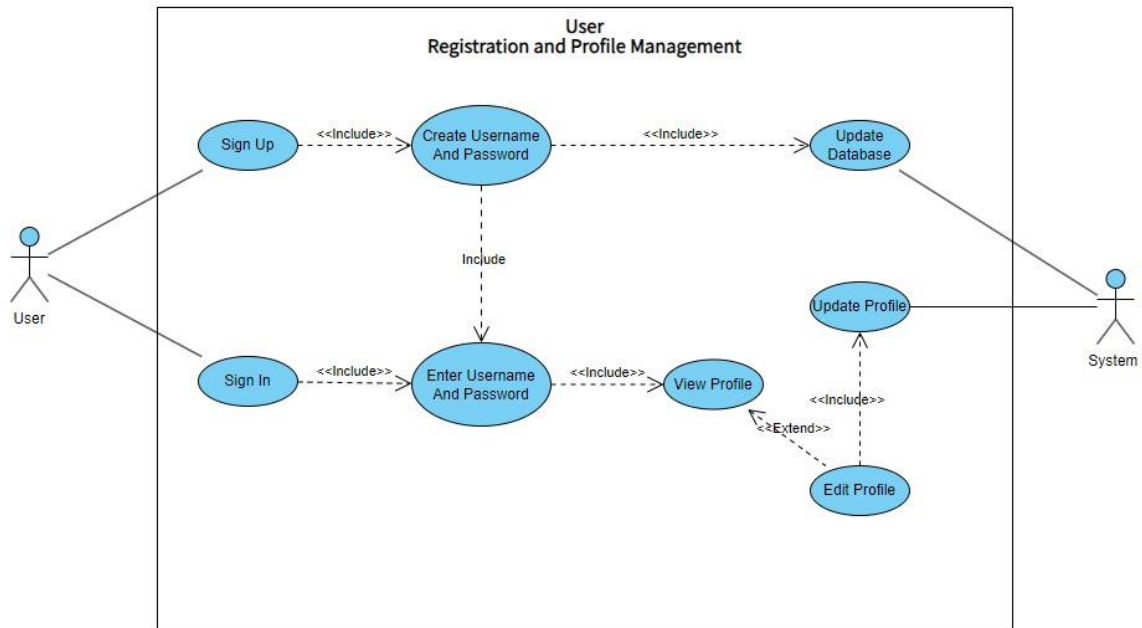 User
Registration and Profile Management
Sign Up
<<Include>>
Create Username
And Password
<<Include>>
Update
Database
Include
User
Update Profile
System
Sign In
<<Include>>
Enter Username
And Password
<<Include>>
View Profile
<<Include>>
<<Extend>>
Edit Profile